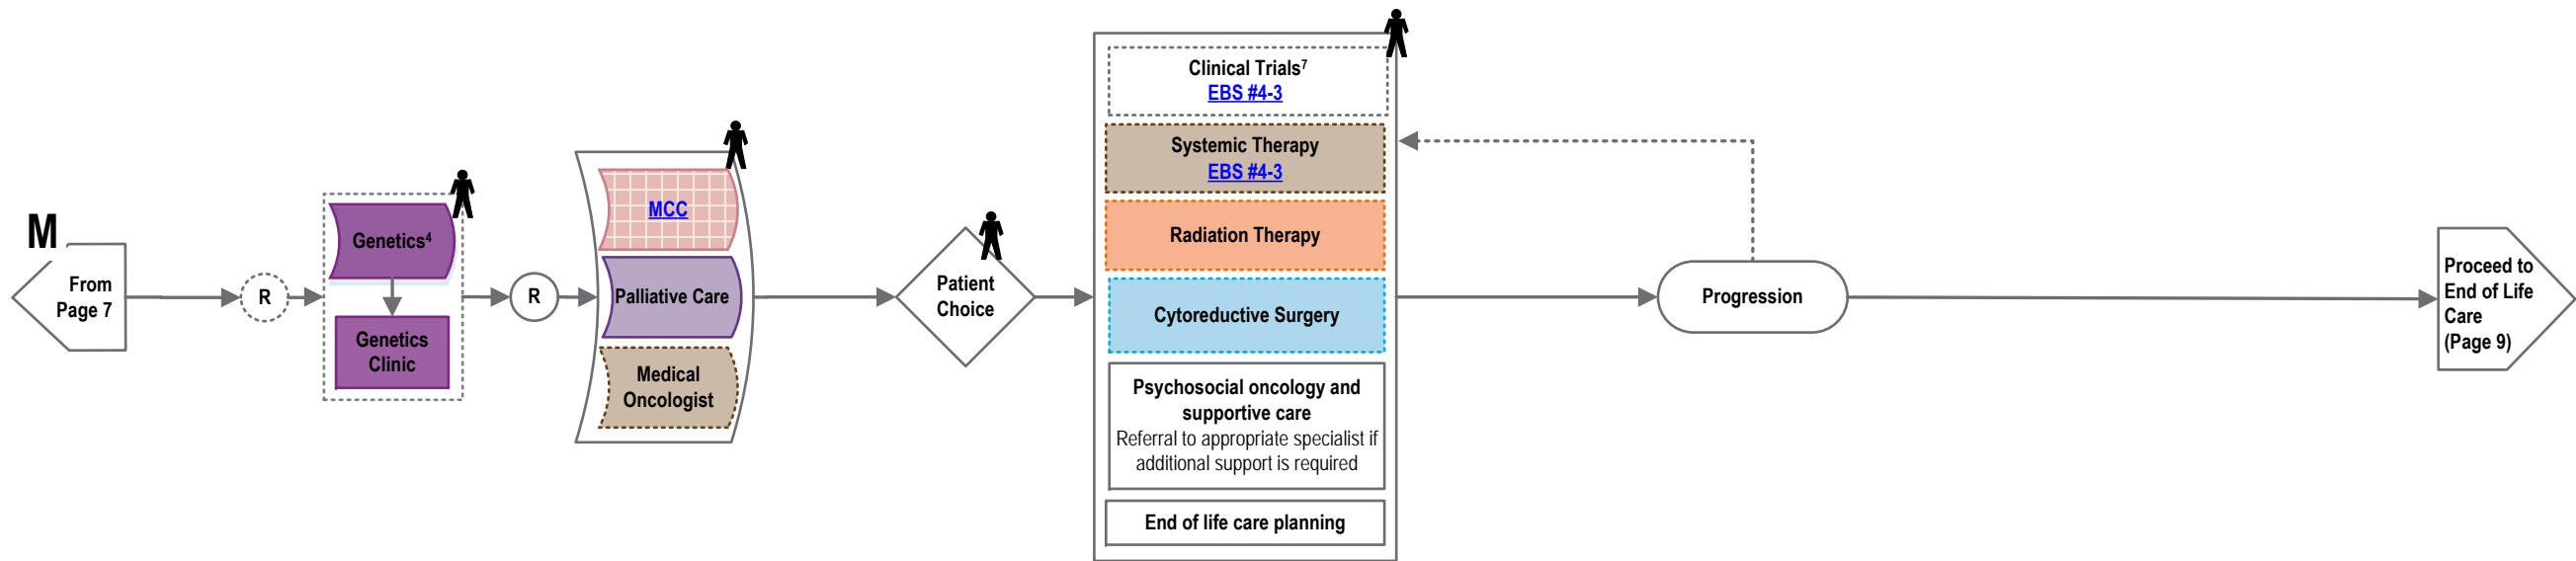 M
From
Page 7
R
Genetics⁴
Genetics
Clinic
R
MCC
Palliative Care
Medical
Oncologist
Patient
Choice
Clinical Trials⁷
EBS #4-3
Systemic Therapy
EBS #4-3
Radiation Therapy
Cytoreductive Surgery
Psychosocial oncology and
supportive care
Referral to appropriate specialist if
additional support is required
End of life care planning
Progression
Proceed to
End of Life
Care
(Page 9)